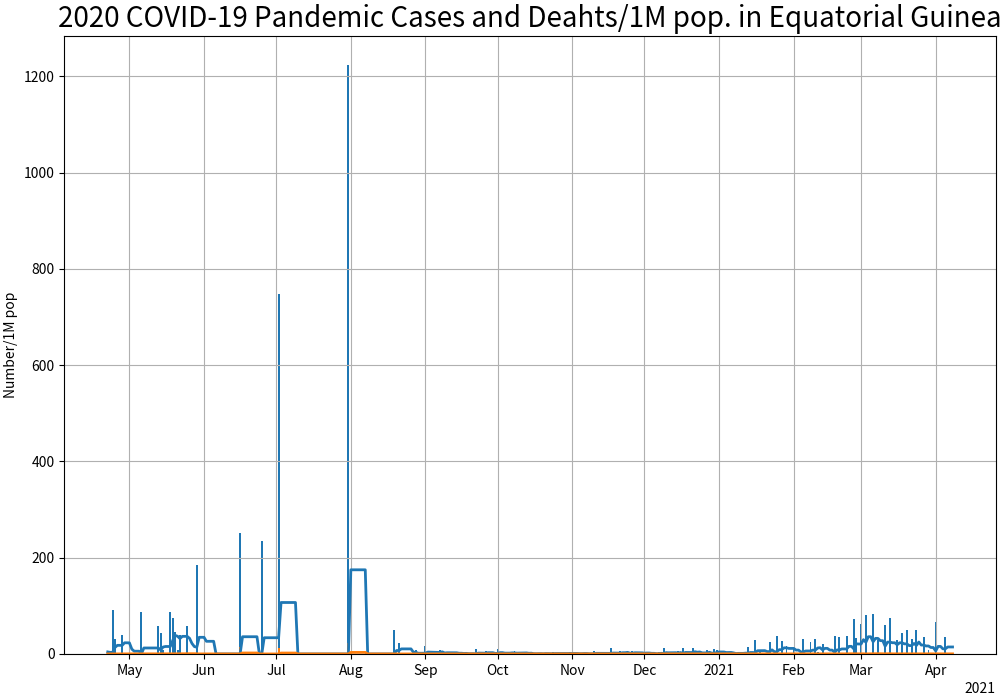 2020 COVID-19 Pandemic Cases and Deahts/1M pop. in Equatorial Guinea
Number/1M pop
1200
1000
800
600
400
200
0
May Jun Jul Aug Sep Oct Nov Dec 2021 Feb Mar Apr
2021